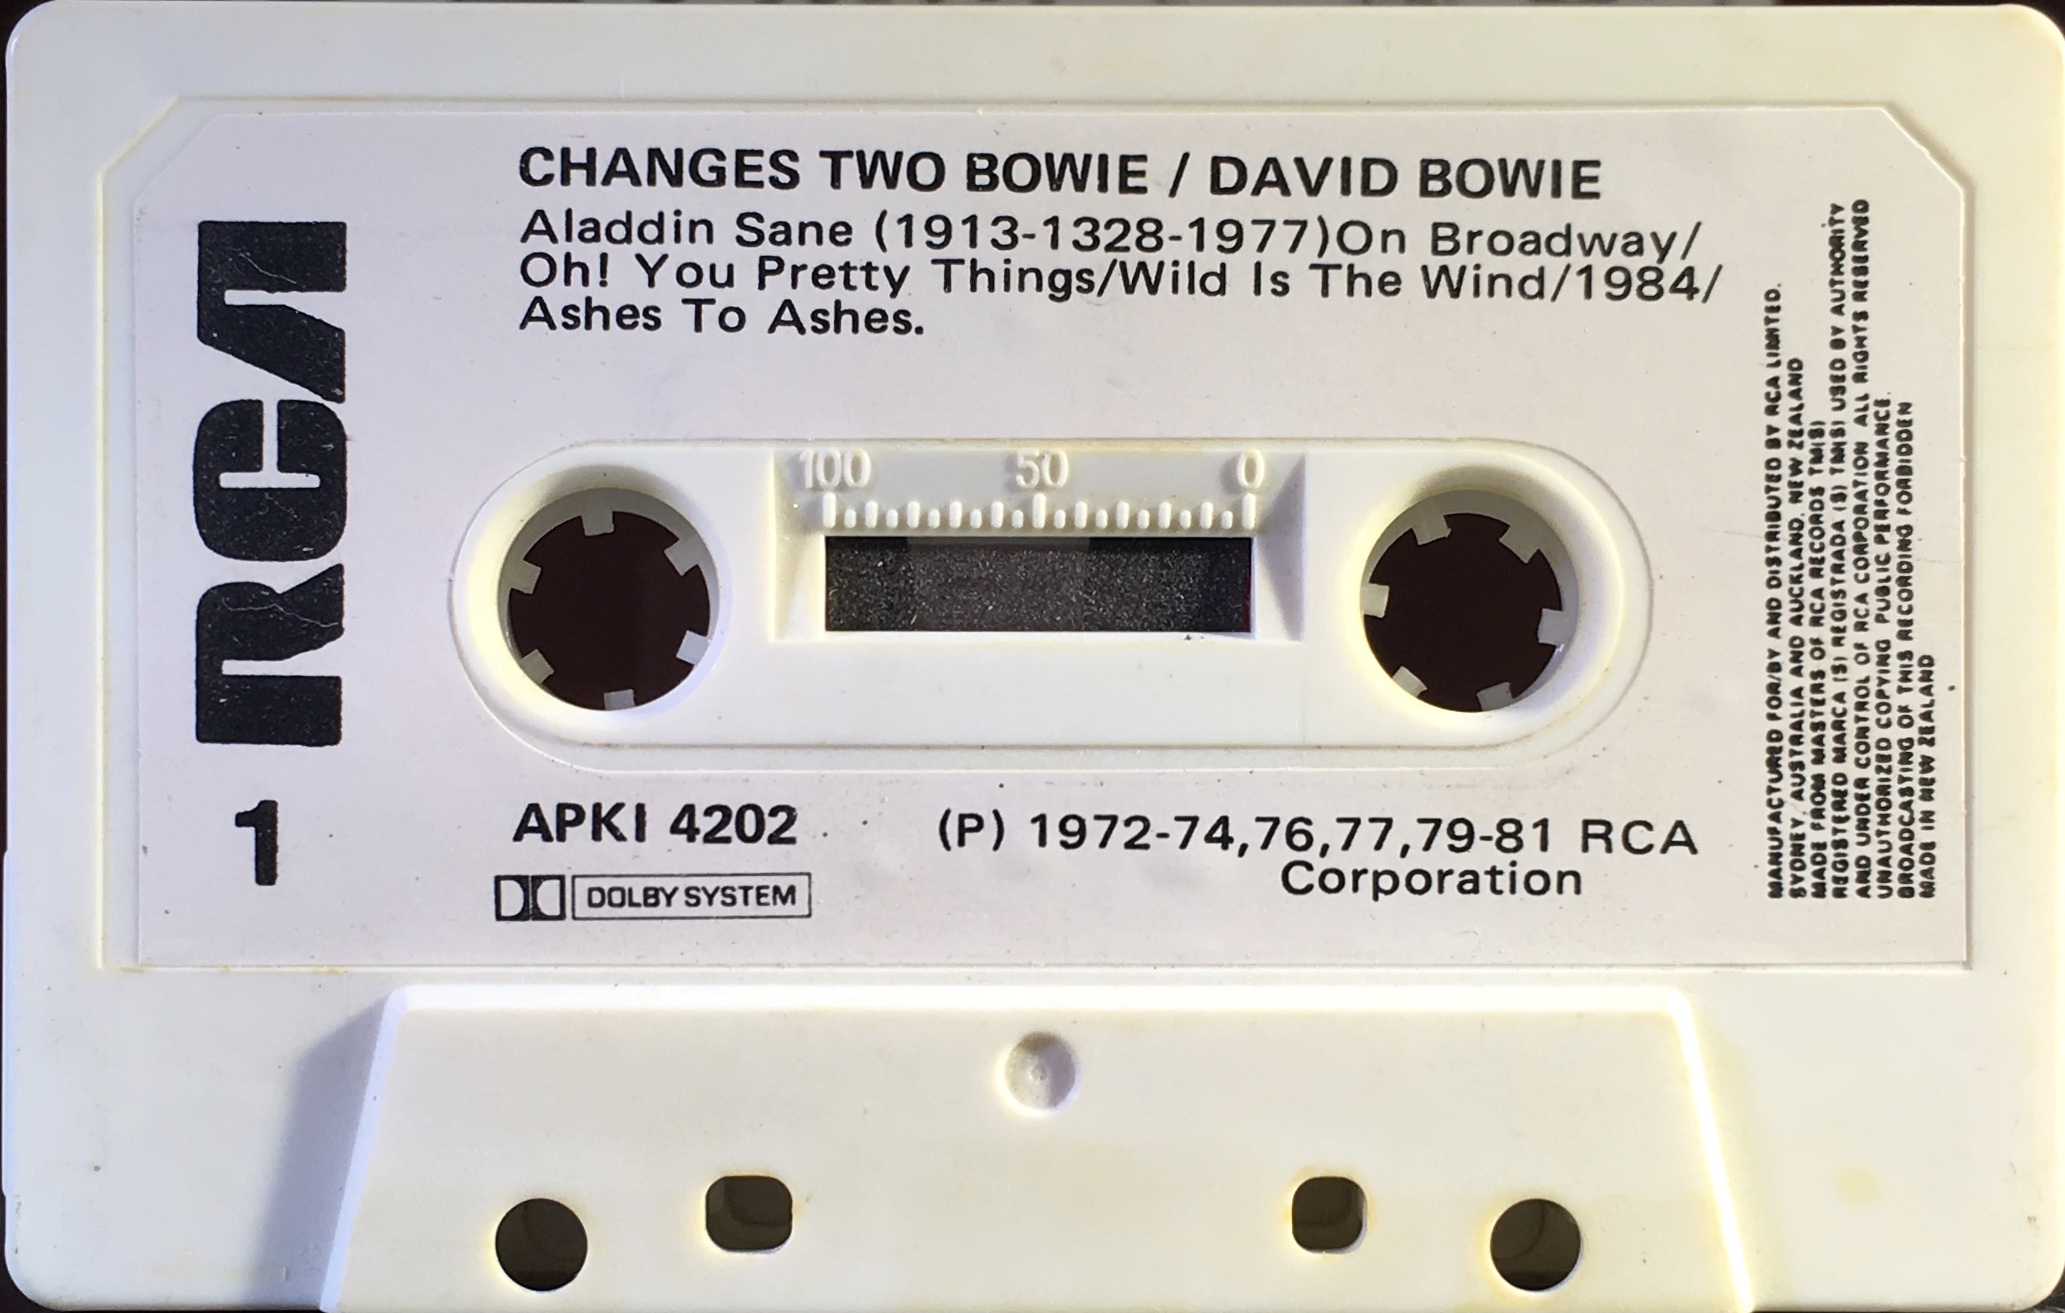 CHANGES TWO BOWIE / DAVID BOWIE
Aladdin Sane (1913-1328-1977)On Broadway/
Oh! You Pretty Things/Wild Is The Wind/1984/
Ashes To Ashes.
RCA
1
100 50 0
APKI 4202
DOLBY SYSTEM
(P) 1972-74,76,77,79-81 RCA
Corporation
MANUFACTURED FOR/BY AND DISTRIBUTED BY RCA LIMITED.
SYDNEY, AUSTRALIA AND AUCKLAND, NEW ZEALAND
MADE FROM MASTERS OF RCA RECORDS TM(S)
REGISTERED MARCA (S) REGISTRADA (S) TM(S) USED BY AUTHORITY
AND UNDER CONTROL OF RCA CORPORATION ALL RIGHTS RESERVED
UNAUTHORIZED COPYING PUBLIC PERFORMANCE.
BROADCASTING OF THIS RECORDING FORBIDDEN
MADE IN NEW ZEALAND